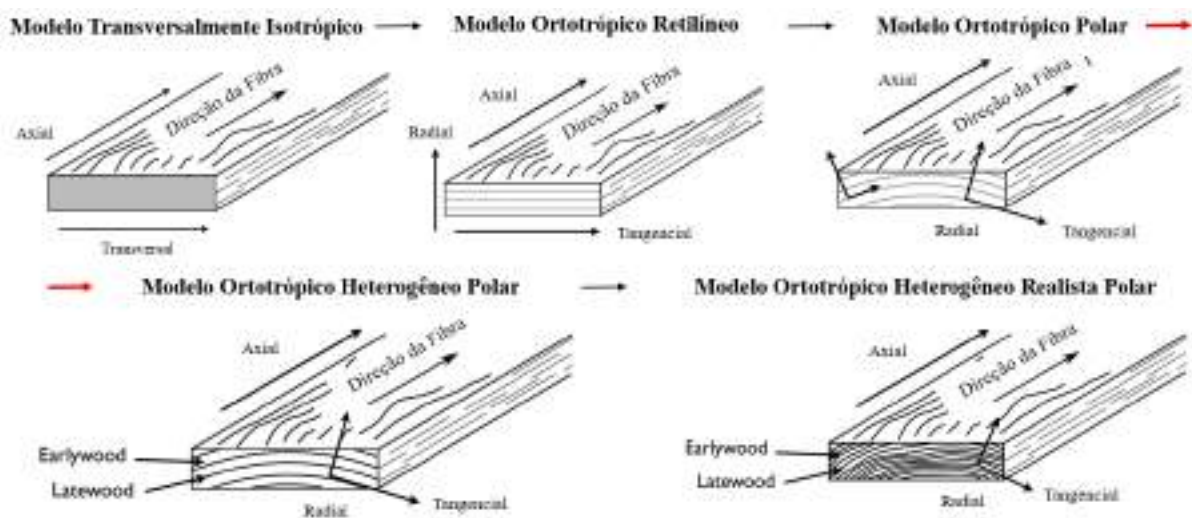 Modelo Transversalmente Isotrópico
Modelo Ortotrópico Retilíneo
Modelo Ortotrópico Polar
Axial
Direção da Fibra
Transversal
Axial
Radial
Direção da Fibra
Tangencial
Axial
Direção da Fibra 1
Radial
Tangencial
Modelo Ortotrópico Heterogêneo Polar
Modelo Ortotrópico Heterogêneo Realista Polar
Axial
Direção da Fibra
Earlywood
Latewood
Radial
Tangencial
Axial
Direção da Fibra
Earlywood
Latewood
Radial
Tangencial